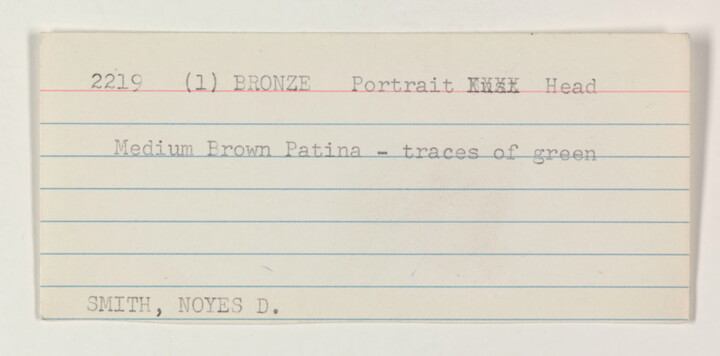 2219 (1) BRONZE Portrait Head
Medium Brown Patina - traces of green
SMITH, NOYES D.